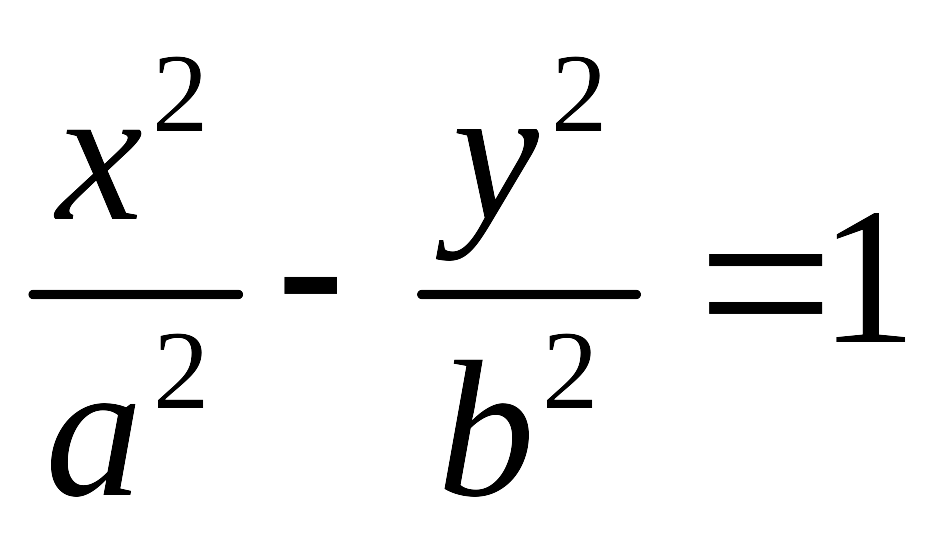 x²/a² - y²/b² =1